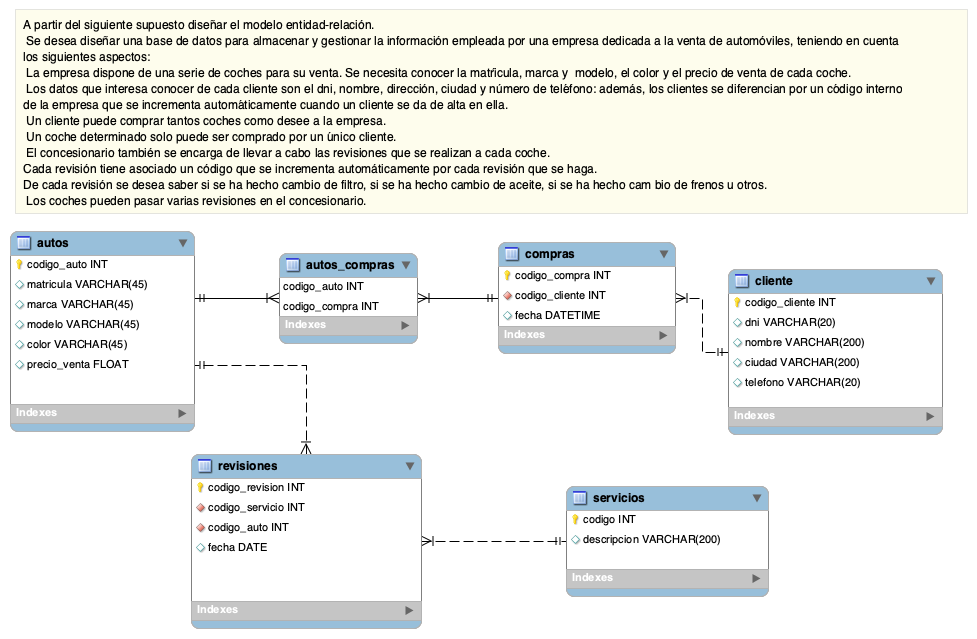 A partir del siguiente supuesto diseñar el modelo entidad-relación.
Se desea diseñar una base de datos para almacenar y gestionar la información empleada por una empresa dedicada a la venta de automóviles, teniendo en cuenta
los siguientes aspectos:
La empresa dispone de una serie de coches para su venta. Se necesita conocer la matrícula, marca y modelo, el color y el precio de venta de cada coche.
Los datos que interesa conocer de cada cliente son el dni, nombre, dirección, ciudad y número de teléfono: además, los clientes se diferencian por un código interno
de la empresa que se incrementa automáticamente cuando un cliente se da de alta en ella.
Un cliente puede comprar tantos coches como desee a la empresa.
Un coche determinado solo puede ser comprado por un único cliente.
El concesionario también se encarga de llevar a cabo las revisiones que se realizan a cada coche.
Cada revisión tiene asociado un código que se incrementa automáticamente por cada revisión que se haga.
De cada revisión se desea saber si se ha hecho cambio de filtro, si se ha hecho cambio de aceite, si se ha hecho cam bio de frenos u otros.
Los coches pueden pasar varias revisiones en el concesionario.
autos
codigo_auto INT
matricula VARCHAR(45)
marca VARCHAR(45)
modelo VARCHAR(45)
color VARCHAR(45)
precio_venta FLOAT
Indexes
autos_compras
codigo_auto INT
codigo_compra INT
Indexes
compras
codigo_compra INT
codigo_cliente INT
fecha DATETIME
Indexes
cliente
codigo_cliente INT
dni VARCHAR(20)
nombre VARCHAR(200)
ciudad VARCHAR(200)
telefono VARCHAR(20)
Indexes
revisiones
codigo_revision INT
codigo_servicio INT
codigo_auto INT
fecha DATE
Indexes
servicios
codigo INT
descripcion VARCHAR(200)
Indexes